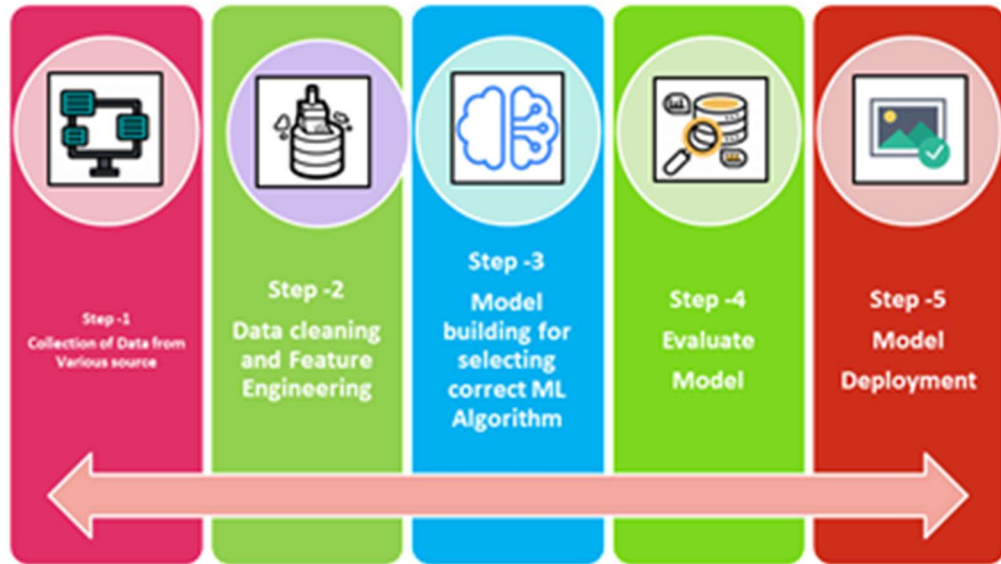 Step -1
Collection of Data from
Various source
Step -2
Data cleaning
and Feature
Engineering
Step -3
Model
building for
selecting
correct ML
Algorithm
Step -4
Evaluate
Model
Step -5
Model
Deployment